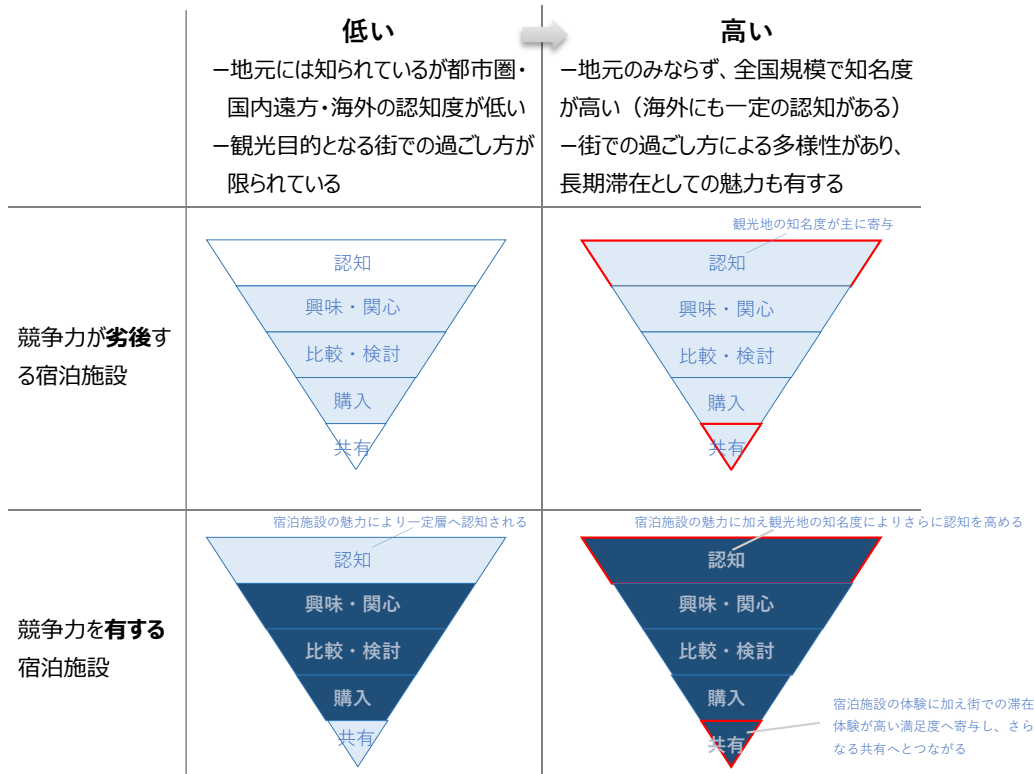 低い
高い
−地元には知られているが都市圏・
国内遠方・海外の認知度が低い
−観光目的となる街での過ごし方が
限られている
−地元のみならず、全国規模で知名度
が高い（海外にも一定の認知がある）
−街での過ごし方による多様性があり、
長期滞在としての魅力も有する
競争力が劣後す
る宿泊施設
認知
興味・関心
比較・検討
購入
共有
観光地の知名度が主に寄与
認知
興味・関心
比較・検討
購入
共有
競争力を有する
宿泊施設
宿泊施設の魅力により一定層へ認知される
認知
興味・関心
比較・検討
購入
共有
宿泊施設の魅力に加え観光地の知名度によりさらに認知を高める
認知
興味・関心
比較・検討
購入
共有
宿泊施設の体験に加え街での滞在
体験が高い満足度へ寄与し、さら
なる共有へとつながる